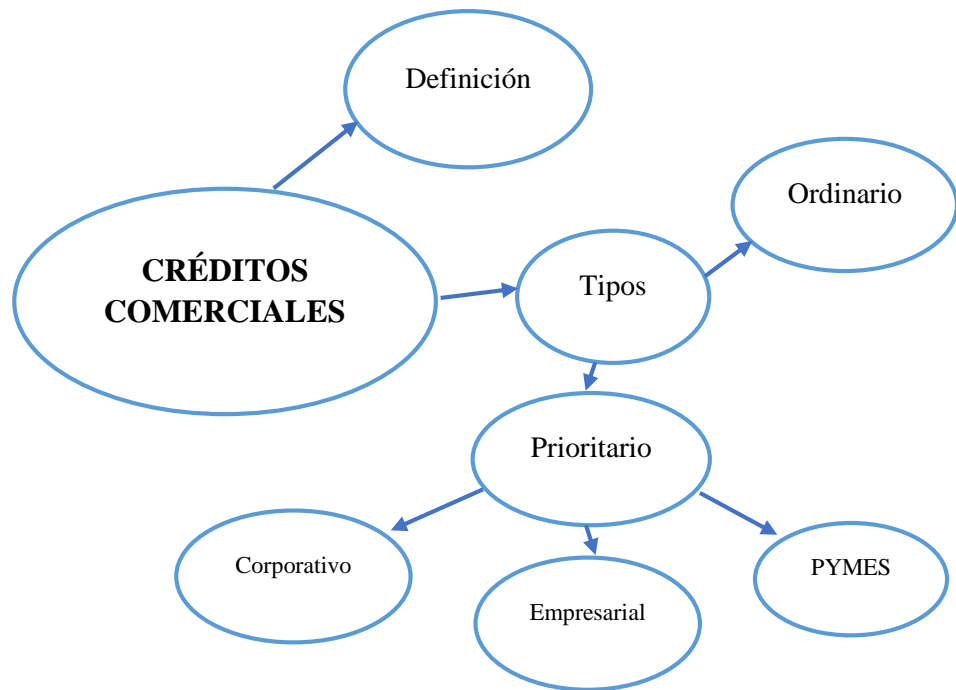 Definición
Ordinario
CRÉDITOS
COMERCIALES
Tipos
Prioritario
Corporativo
Empresarial
PYMES